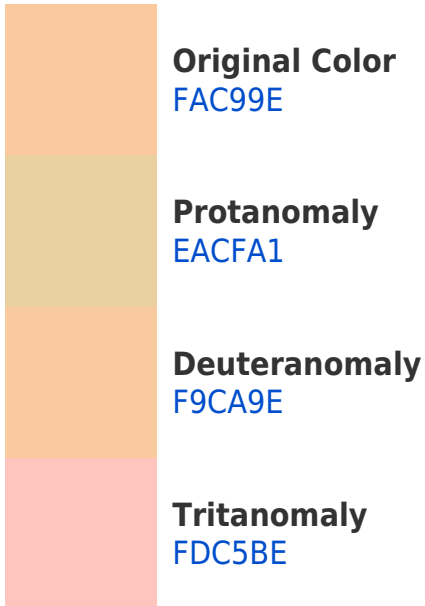 Original Color
FAC99E
Protanomaly
EACFA1
Deuteranomaly
F9CA9E
Tritanomaly
FDC5BE